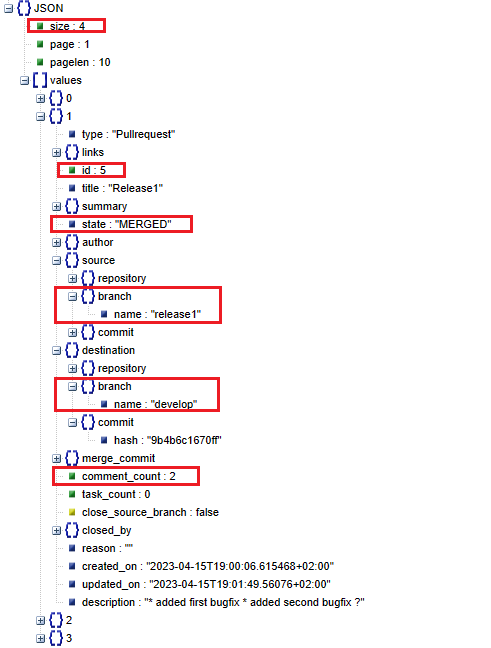 JSON
size : 4
page : 1
pagelen : 10
values
0
1
type : "Pullrequest"
links
id : 5
title : "Release1"
summary
state : "MERGED"
author
source
repository
branch
name : "release1"
commit
destination
repository
branch
name : "develop"
commit
hash : "9b4b6c1670ff"
merge_commit
comment_count : 2
task_count : 0
close_source_branch : false
closed_by
reason : ""
created_on : "2023-04-15T19:00:06.615468+02:00"
updated_on : "2023-04-15T19:01:49.56076+02:00"
description : "* added first bugfix * added second bugfix ?"
2
3